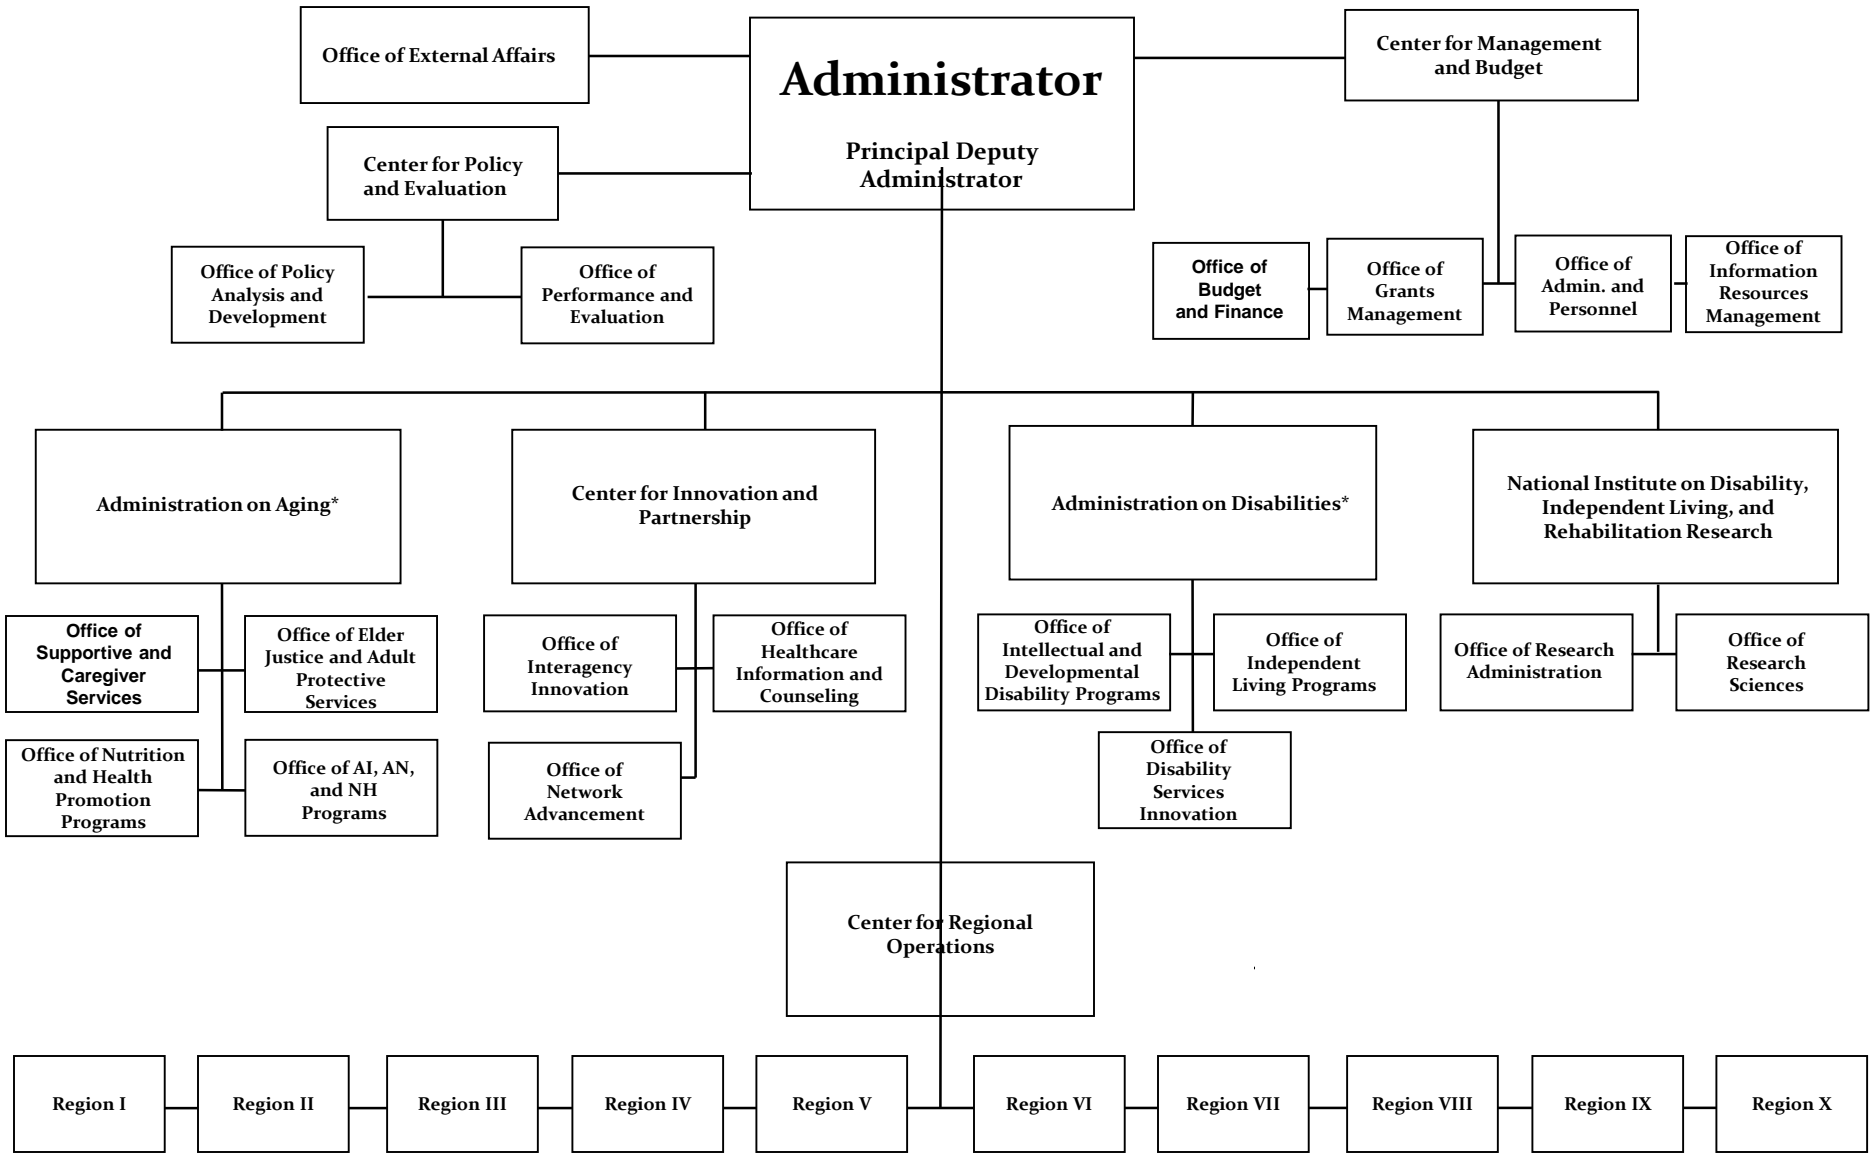 Office of External Affairs
Administrator
Principal Deputy
Administrator
Center for Management
and Budget
Center for Policy
and Evaluation
Office of Policy
Analysis and
Development
Office of
Performance and
Evaluation
Office of
Budget
and Finance
Office of
Grants
Management
Office of
Admin. and
Personnel
Office of
Information
Resources
Management
Administration on Aging*
Center for Innovation and
Partnership
Administration on Disabilities*
National Institute on Disability,
Independent Living, and
Rehabilitation Research
Office of
Supportive and
Caregiver
Services
Office of Elder
Justice and Adult
Protective
Services
Office of Nutrition
and Health
Promotion
Programs
Office of AI, AN,
and NH
Programs
Office of
Interagency
Innovation
Office of
Healthcare
Information and
Counseling
Office of
Network
Advancement
Office of
Intellectual and
Developmental
Disability Programs
Office of
Independent
Living Programs
Office of
Disability
Services
Innovation
Office of Research
Administration
Office of
Research
Sciences
Center for Regional
Operations
Region I
Region II
Region III
Region IV
Region V
Region VI
Region VII
Region VIII
Region IX
Region X